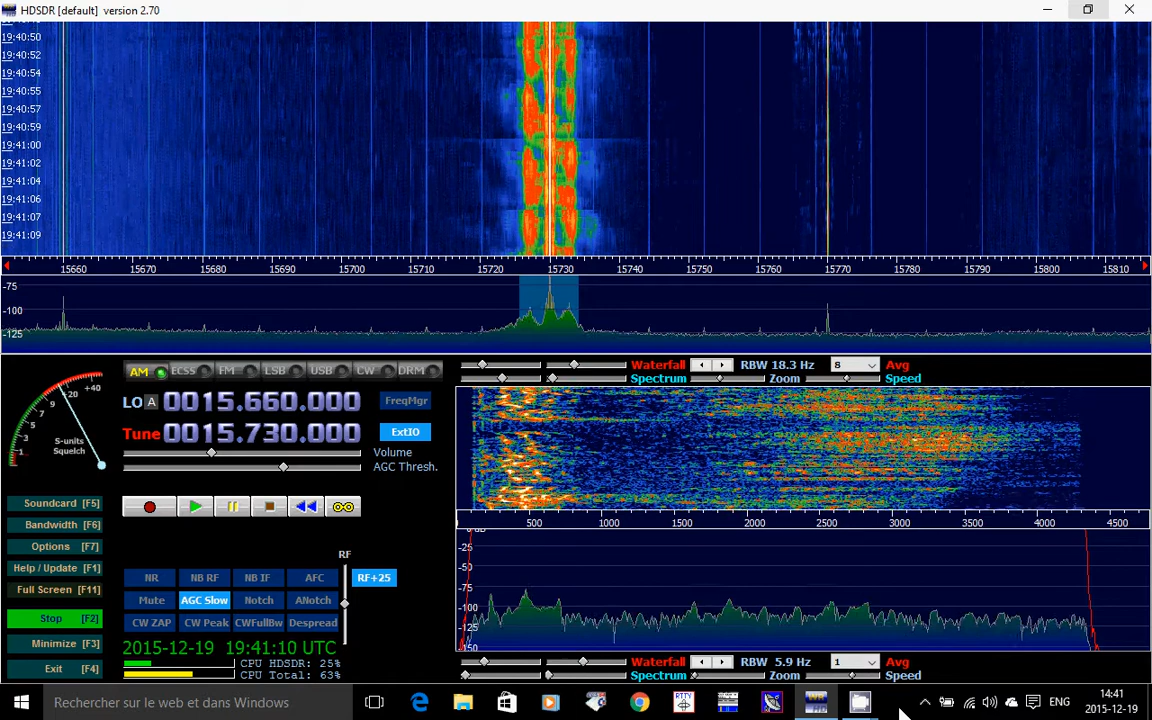 HDSDR [default] version 2.70
19:40:50
19:40:52
19:40:54
19:40:55
19:40:57
19:40:59
19:41:00
19:41:02
19:41:04
19:41:06
19:41:07
19:41:09
15660 15670 15680 15690 15700 15710 15720 15730 15740 15750 15760 15770 15780 15790 15800 15810
-75
-100
-125
AM ECSS FM LSB USB CW DRM
LO A 0015.660.000 FreqMgr
Tune 0015.730.000 ExtIO
Volume
AGC Thresh.
1 3 5 7 9 +20 +40
S-units
Squelch
Waterfall RBW 18.3 Hz 8 Avg
Spectrum Zoom Speed
Soundcard [F5]
Bandwidth [F6]
Options [F7]
Help / Update [F1]
Full Screen [F11]
Stop [F2]
Minimize [F3]
Exit [F4]
RF
NR NB RF NB IF AFC RF+25
Mute AGC Slow Notch ANotch
CW ZAP CW Peak CWFullBw Despread
2015-12-19 19:41:10 UTC
CPU HDSDR: 25%
CPU Total: 63%
500 1000 1500 2000 2500 3000 3500 4000 4500
-25
-50
-75
-100
-125
-150
Waterfall RBW 5.9 Hz 1 Avg
Spectrum Zoom Speed
Rechercher sur le web et dans Windows
RTTY
ENG
14:41
2015-12-19